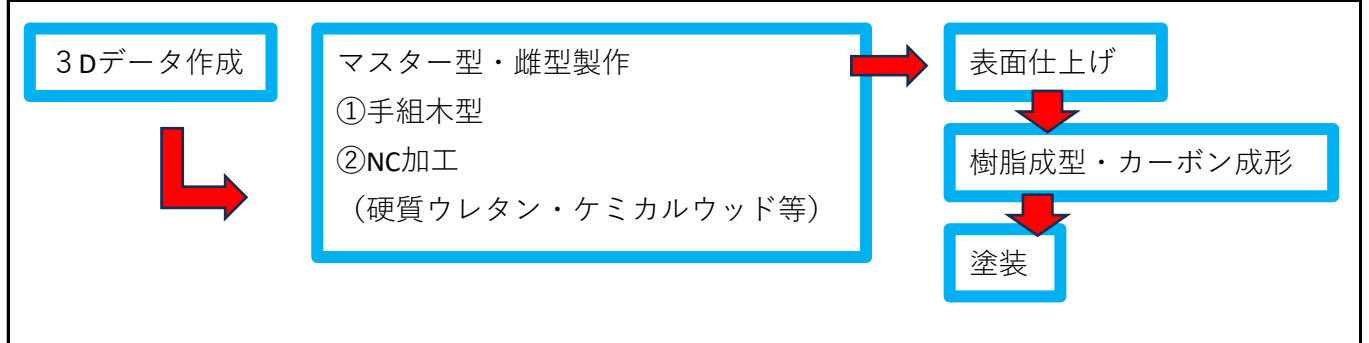 ３Dデータ作成
マスター型・雌型製作
①手組木型
②NC加工
（硬質ウレタン・ケミカルウッド等）
表面仕上げ
樹脂成型・カーボン成形
塗装